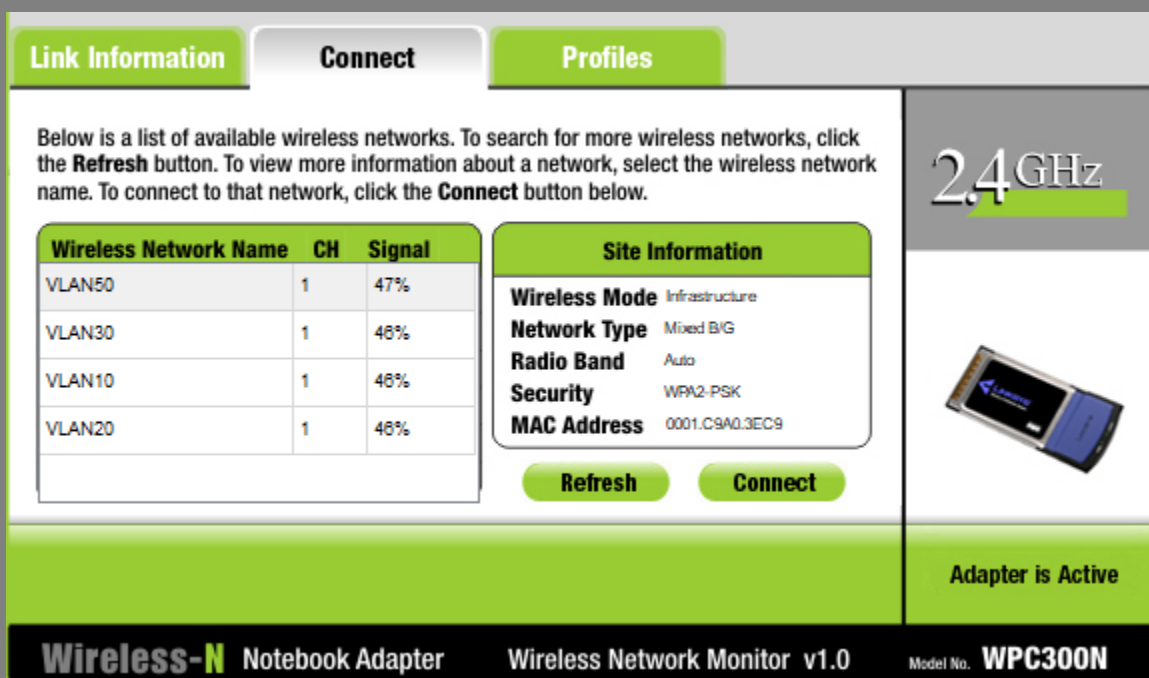 Link Information
Connect
Profiles
Below is a list of available wireless networks. To search for more wireless networks, click
the Refresh button. To view more information about a network, select the wireless network
name. To connect to that network, click the Connect button below.
2.4GHz
Wireless Network Name CH Signal
VLAN50 1 47%
VLAN30 1 46%
VLAN10 1 46%
VLAN20 1 46%
Site Information
Wireless Mode Infrastructure
Network Type Mixed B/G
Radio Band Auto
Security WPA2-PSK
MAC Address 0001.C9A0.3EC9
Refresh
Connect
LINKSYS
Adapter is Active
Wireless-N Notebook Adapter Wireless Network Monitor v1.0 Model No. WPC300N